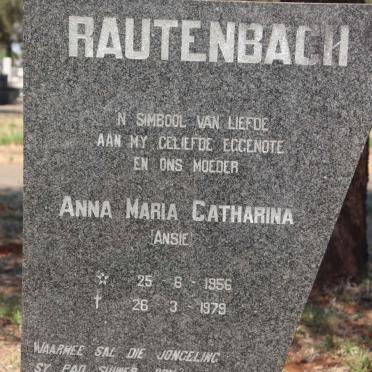 RAUTENBACH
'N SIMBOOL VAN LIEFDE
AAN MY GELIEFDE EGGENOTE
EN ONS MOEDER
ANNA MARIA CATHARINA
(ANSIE)
☆ 25 - 6 - 1956
† 26 - 3 - 1979
WAARMEE SAL DIE JONGELING
SY PAD SUIWER